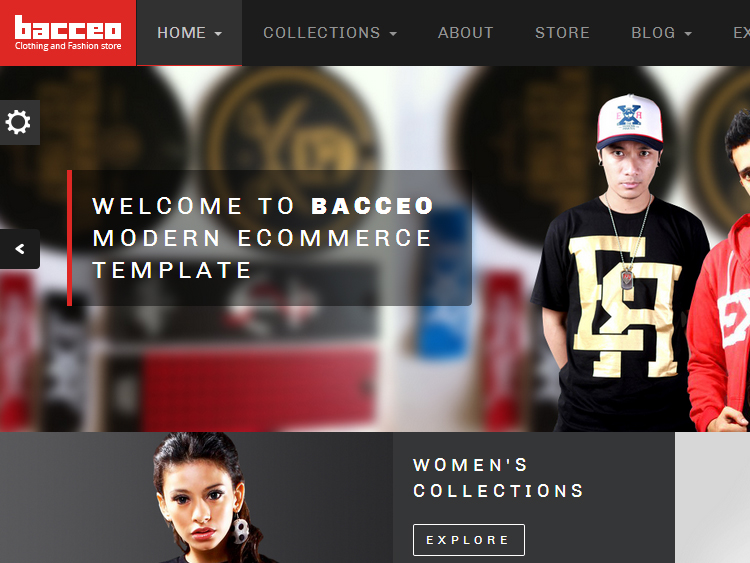 bacceo
Clothing and Fashion store
HOME
COLLECTIONS
ABOUT
STORE
BLOG
WELCOME TO BACCEO
MODERN ECOMMERCE
TEMPLATE
WOMEN'S
COLLECTIONS
EXPLORE